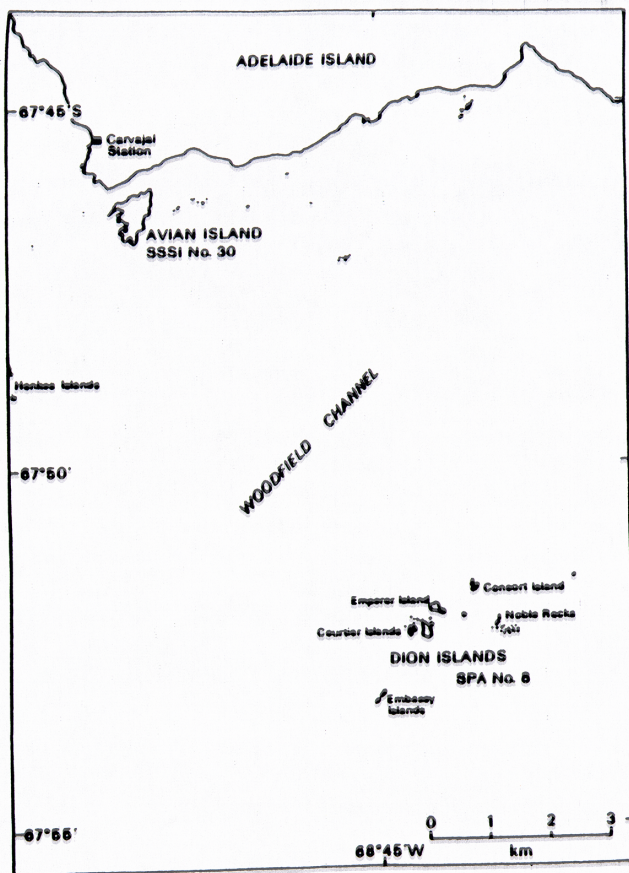 ADELAIDE ISLAND
67°45'S
Carvajal
Station
AVIAN ISLAND
SSSI No. 30
Henkes Islands
WOODFIELD CHANNEL
67°50'
Consort Island
Emperor Island
Noble Rocks
Courtier Islands
DION ISLANDS
SPA No. 8
Embassy
Islands
67°55'
0 1 2 3
68°45'W
km